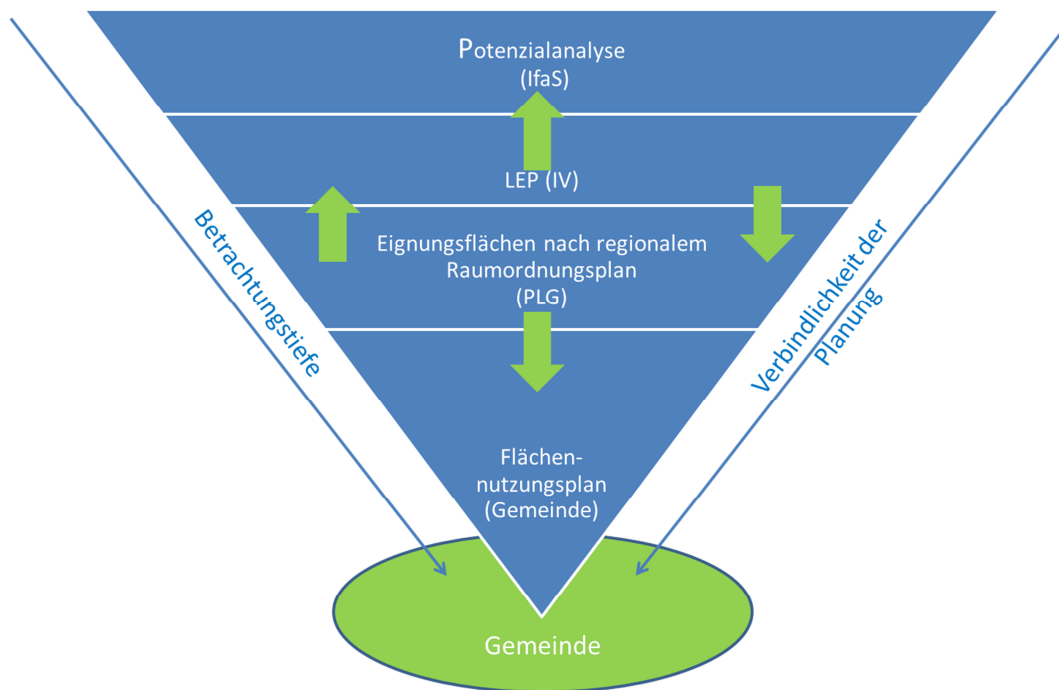 Potenzialanalyse
(IfaS)
LEP (IV)
Eignungsflächen nach regionalem
Raumordnungsplan
(PLG)
Betrachtungstiefe
Verbindlichkeit der
Planung
Flächen-
nutzungsplan
(Gemeinde)
Gemeinde